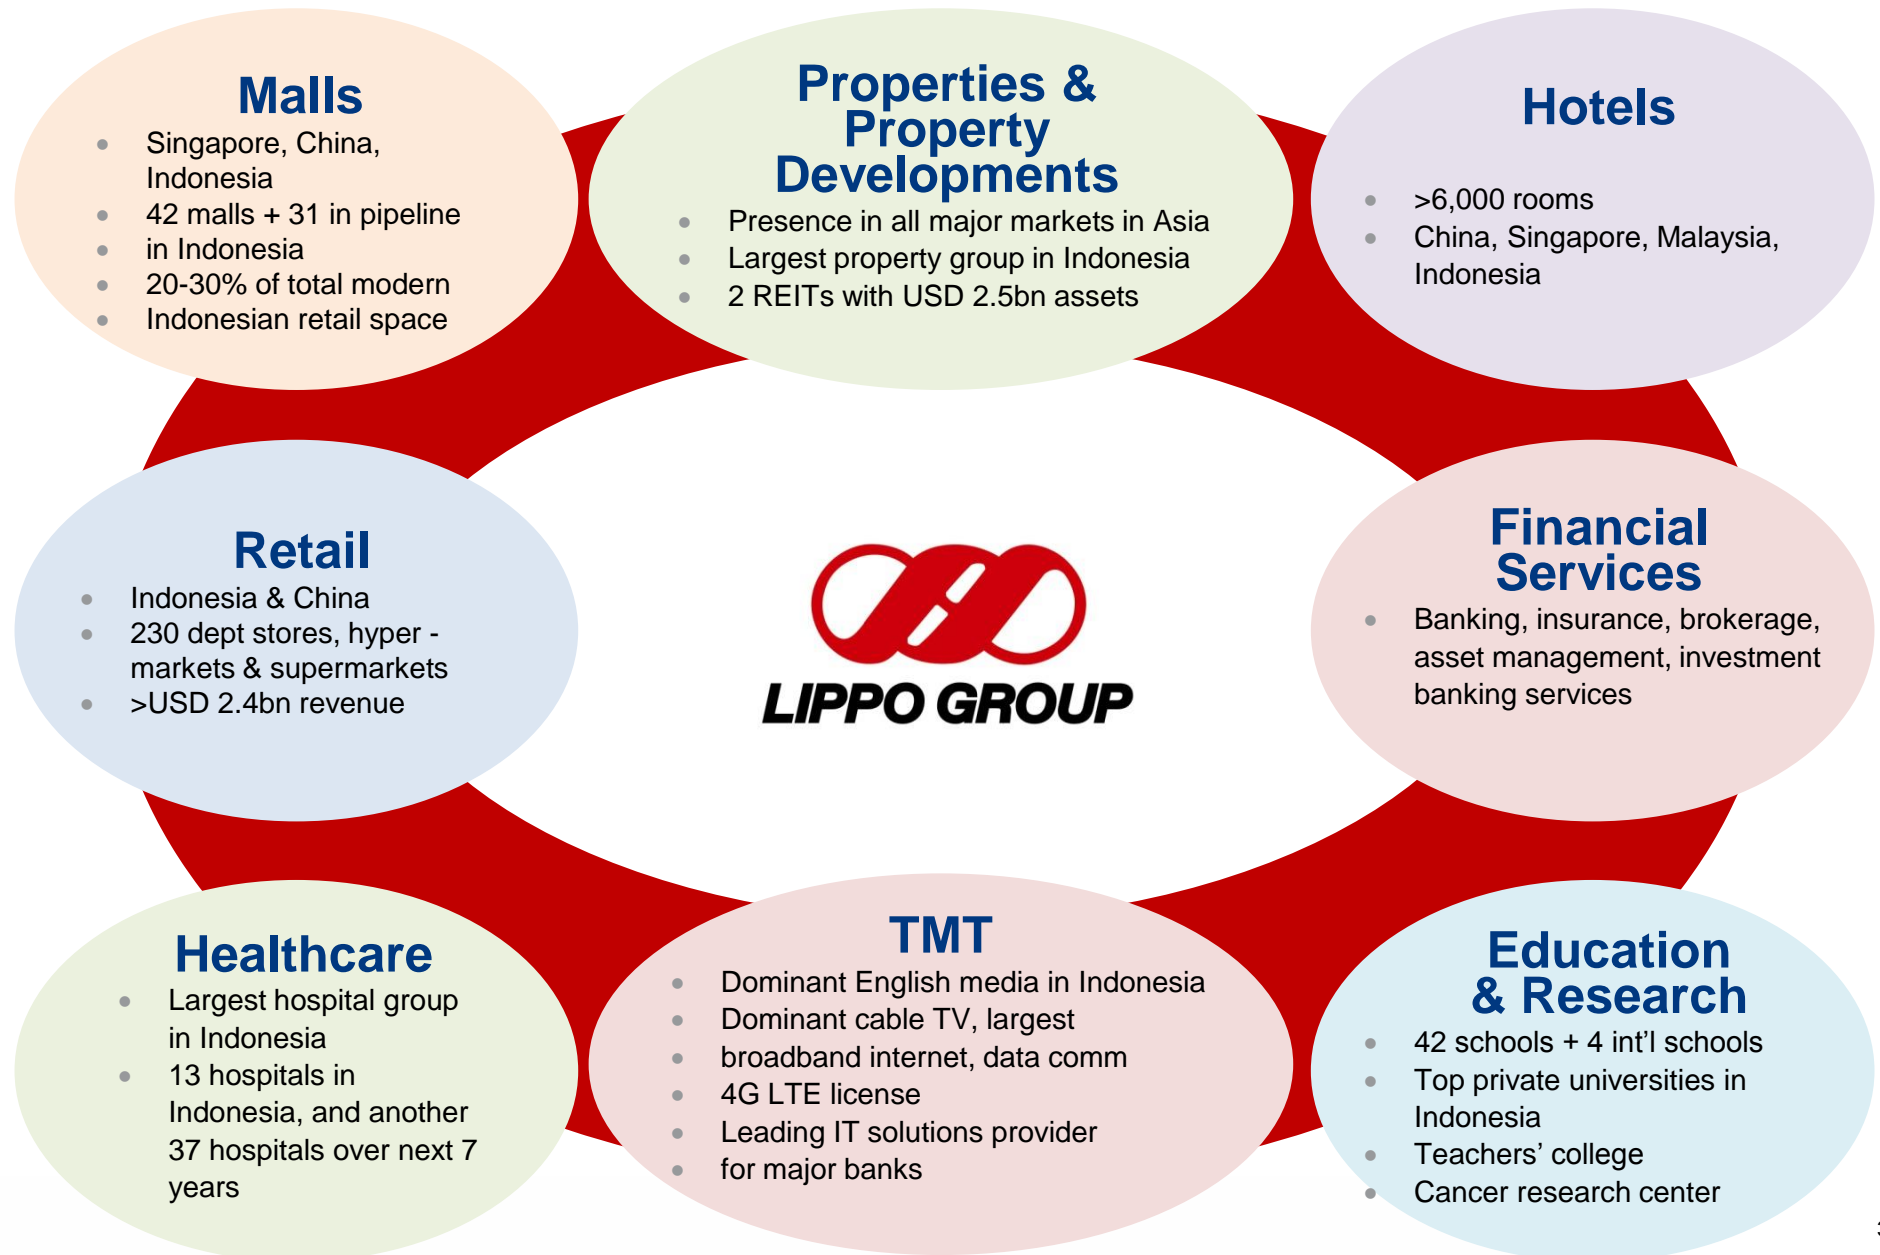 Malls
• Singapore, China,
Indonesia
• 42 malls + 31 in pipeline
• in Indonesia
• 20-30% of total modern
• Indonesian retail space
Properties &
Property
Developments
• Presence in all major markets in Asia
• Largest property group in Indonesia
• 2 REITs with USD 2.5bn assets
Hotels
• >6,000 rooms
• China, Singapore, Malaysia,
Indonesia
Retail
• Indonesia & China
• 230 dept stores, hyper -
markets & supermarkets
• >USD 2.4bn revenue
LIPPO GROUP
Financial
Services
• Banking, insurance, brokerage,
asset management, investment
banking services
Healthcare
• Largest hospital group
in Indonesia
• 13 hospitals in
Indonesia, and another
37 hospitals over next 7
years
TMT
• Dominant English media in Indonesia
• Dominant cable TV, largest
• broadband internet, data comm
• 4G LTE license
• Leading IT solutions provider
• for major banks
Education
& Research
• 42 schools + 4 int’l schools
• Top private universities in
Indonesia
• Teachers’ college
• Cancer research center